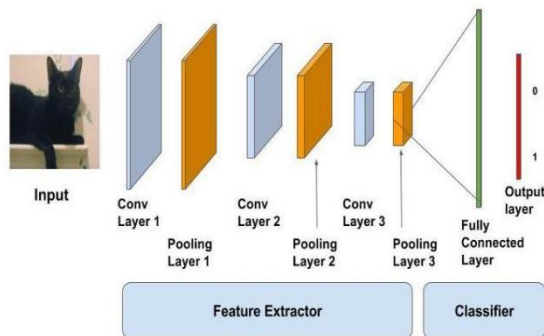 0
1
Input
Conv
Layer 1
Pooling
Layer 1
Conv
Layer 2
Pooling
Layer 2
Conv
Layer 3
Pooling
Layer 3
Fully
Connected
Layer
Output
layer
Feature Extractor
Classifier